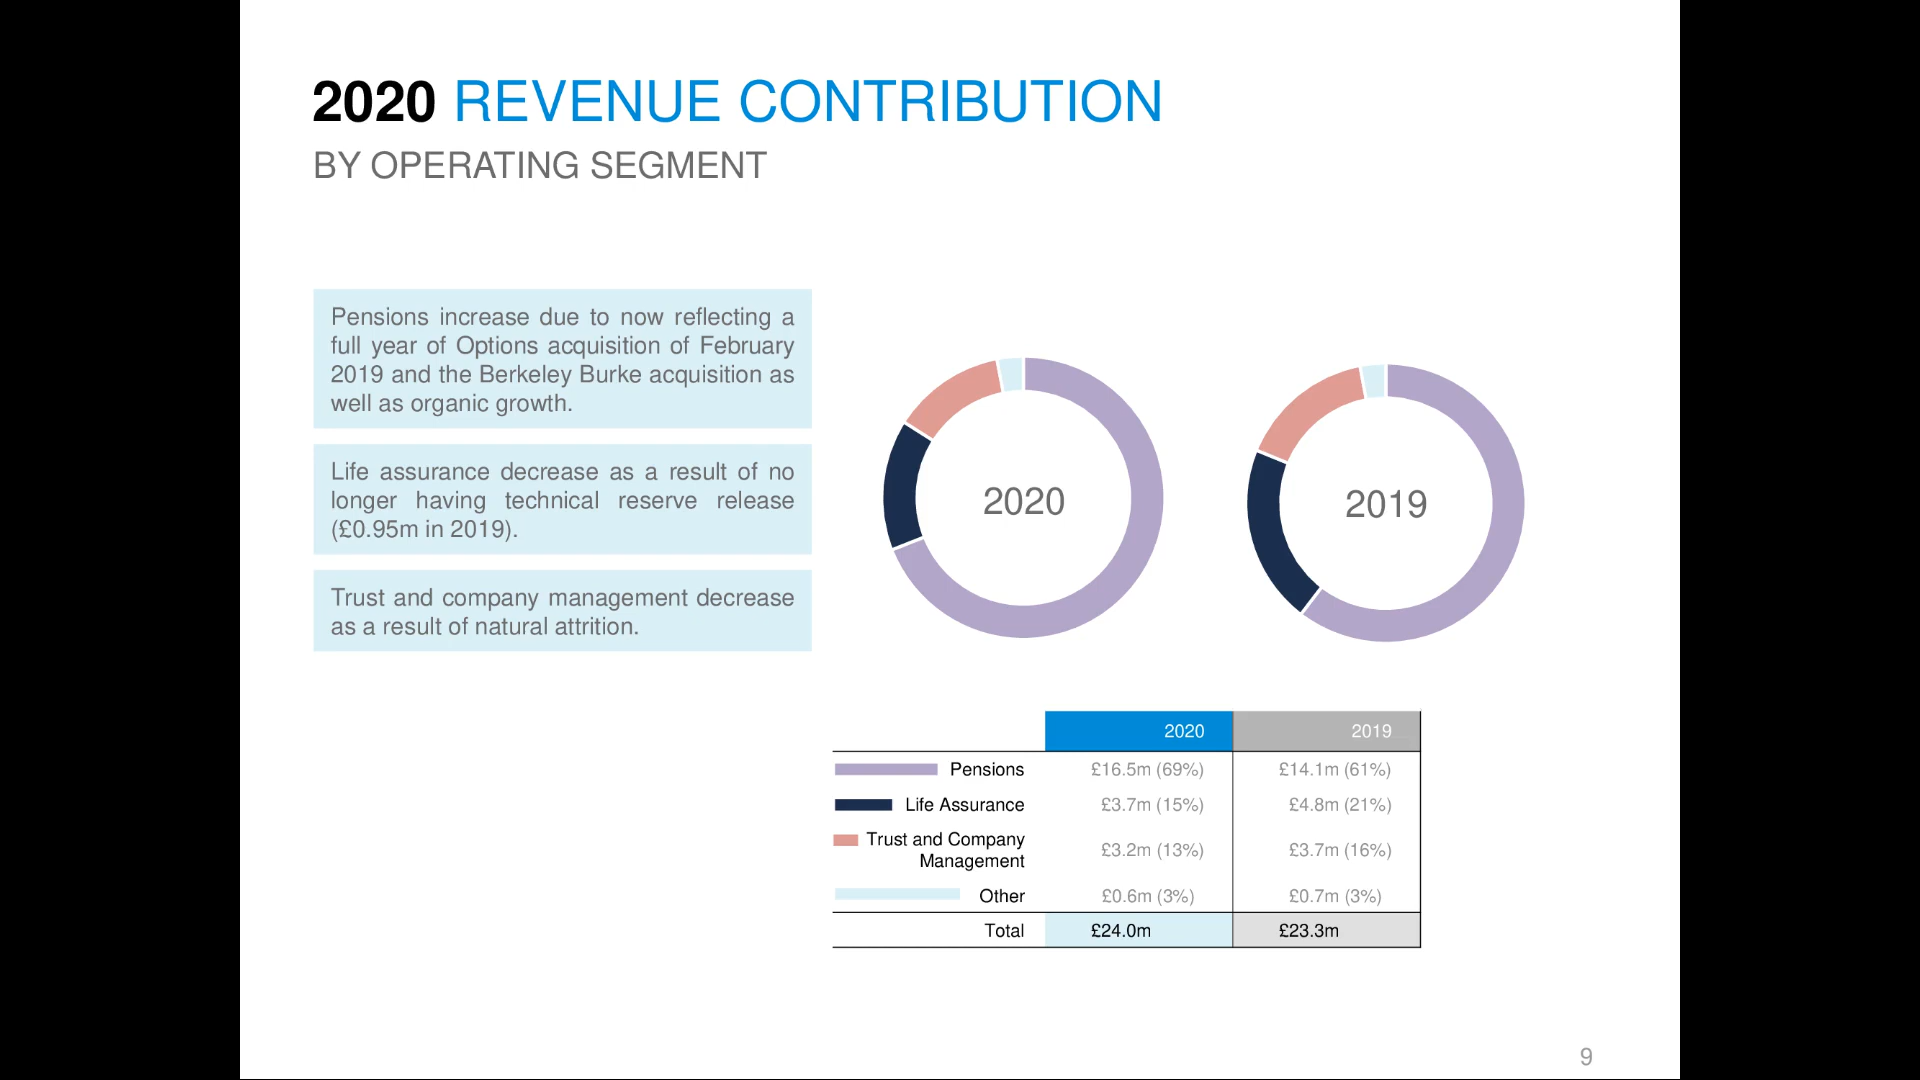 2020 REVENUE CONTRIBUTION
BY OPERATING SEGMENT
Pensions increase due to now reflecting a
full year of Options acquisition of February
2019 and the Berkeley Burke acquisition as
well as organic growth.
Life assurance decrease as a result of no
longer having technical reserve release
(£0.95m in 2019).
Trust and company management decrease
as a result of natural attrition.
2020
2019
2020 2019
Pensions £16.5m (69%) £14.1m (61%)
Life Assurance £3.7m (15%) £4.8m (21%)
Trust and Company
Management £3.2m (13%) £3.7m (16%)
Other £0.6m (3%) £0.7m (3%)
Total £24.0m £23.3m
9